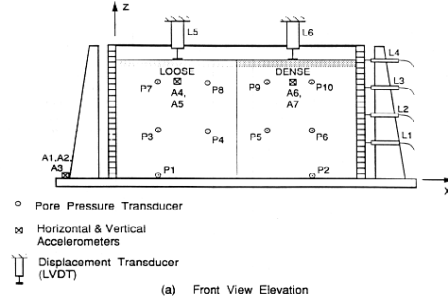 Z
L5
L6
L4
LOOSE
DENSE
P7
A4,
A5
P8
P9
A6,
A7
P10
L3
L2
P3
P4
P5
P6
L1
A1,A2,
A3
P1
P2
X
Pore Pressure Transducer
Horizontal & Vertical
Accelerometers
Displacement Transducer
(LVDT)
(a) Front View Elevation